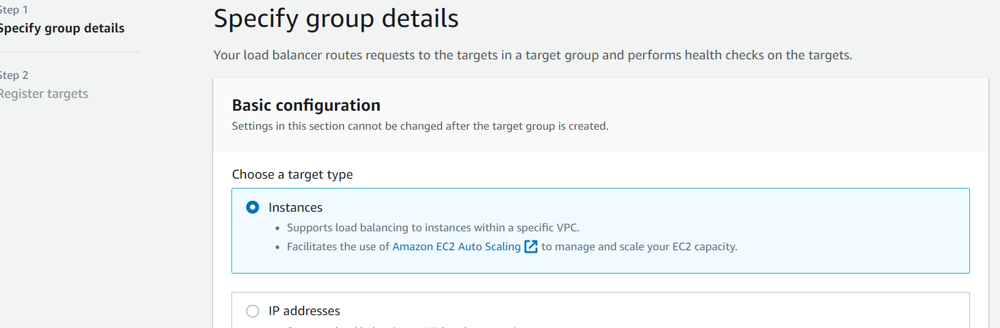 Step 1
Specify group details
Step 2
Register targets
Specify group details
Your load balancer routes requests to the targets in a target group and performs health checks on the targets.
Basic configuration
Settings in this section cannot be changed after the target group is created.
Choose a target type
Instances
• Supports load balancing to instances within a specific VPC.
• Facilitates the use of Amazon EC2 Auto Scaling to manage and scale your EC2 capacity.
IP addresses